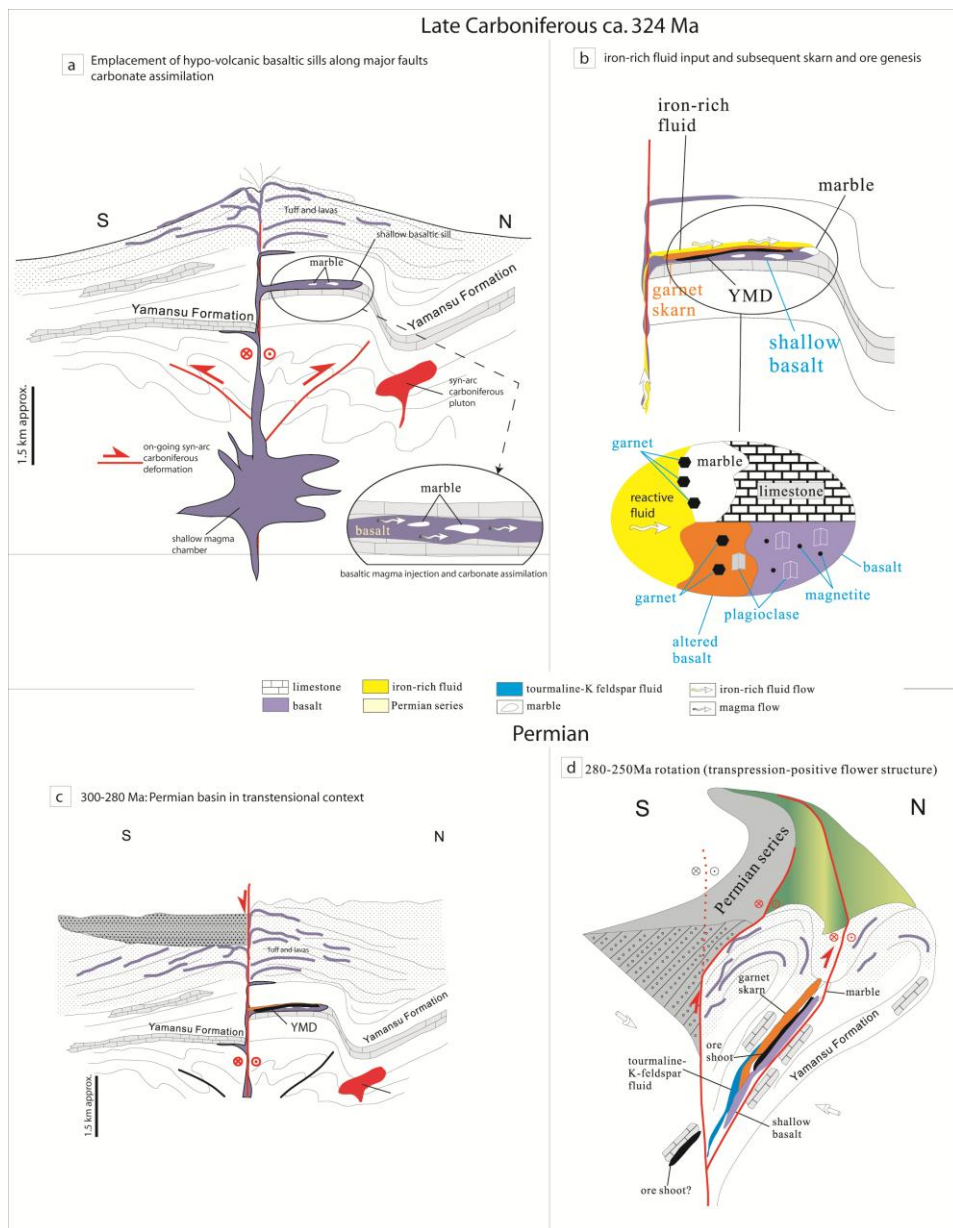 Late Carboniferous ca. 324 Ma
a
Emplacement of hypo-volcanic basaltic sills along major faults
carbonate assimilation
S
N
Tuff and lavas
shallow basaltic sill
marble
Yamansu Formation
Yamansu Formation
syn-arc
carboniferous
pluton
1.5 km approx.
on-going syn-arc
carboniferous
deformation
shallow magma
chamber
marble
basalt
basaltic magma injection and carbonate assimilation
b
iron-rich fluid input and subsequent skarn and ore genesis
iron-rich
fluid
marble
garnet
skarn
YMD
shallow
basalt
garnet
marble
limestone
reactive
fluid
basalt
garnet
magnetite
plagioclase
altered
basalt
limestone
iron-rich fluid
tourmaline-K feldspar fluid
iron-rich fluid flow
basalt
Permian series
marble
magma flow
Permian
c
300-280 Ma: Permian basin in transtensional context
S
N
Tuff and lavas
Yamansu Formation
YMD
Yamansu Formation
1.5 km approx.
d
280-250Ma rotation (transpression-positive flower structure)
S
N
Permian series
garnet
skarn
marble
ore
shoot
Yamansu Formation
tourmaline-
K-feldspar
fluid
shallow
basalt
ore shoot?